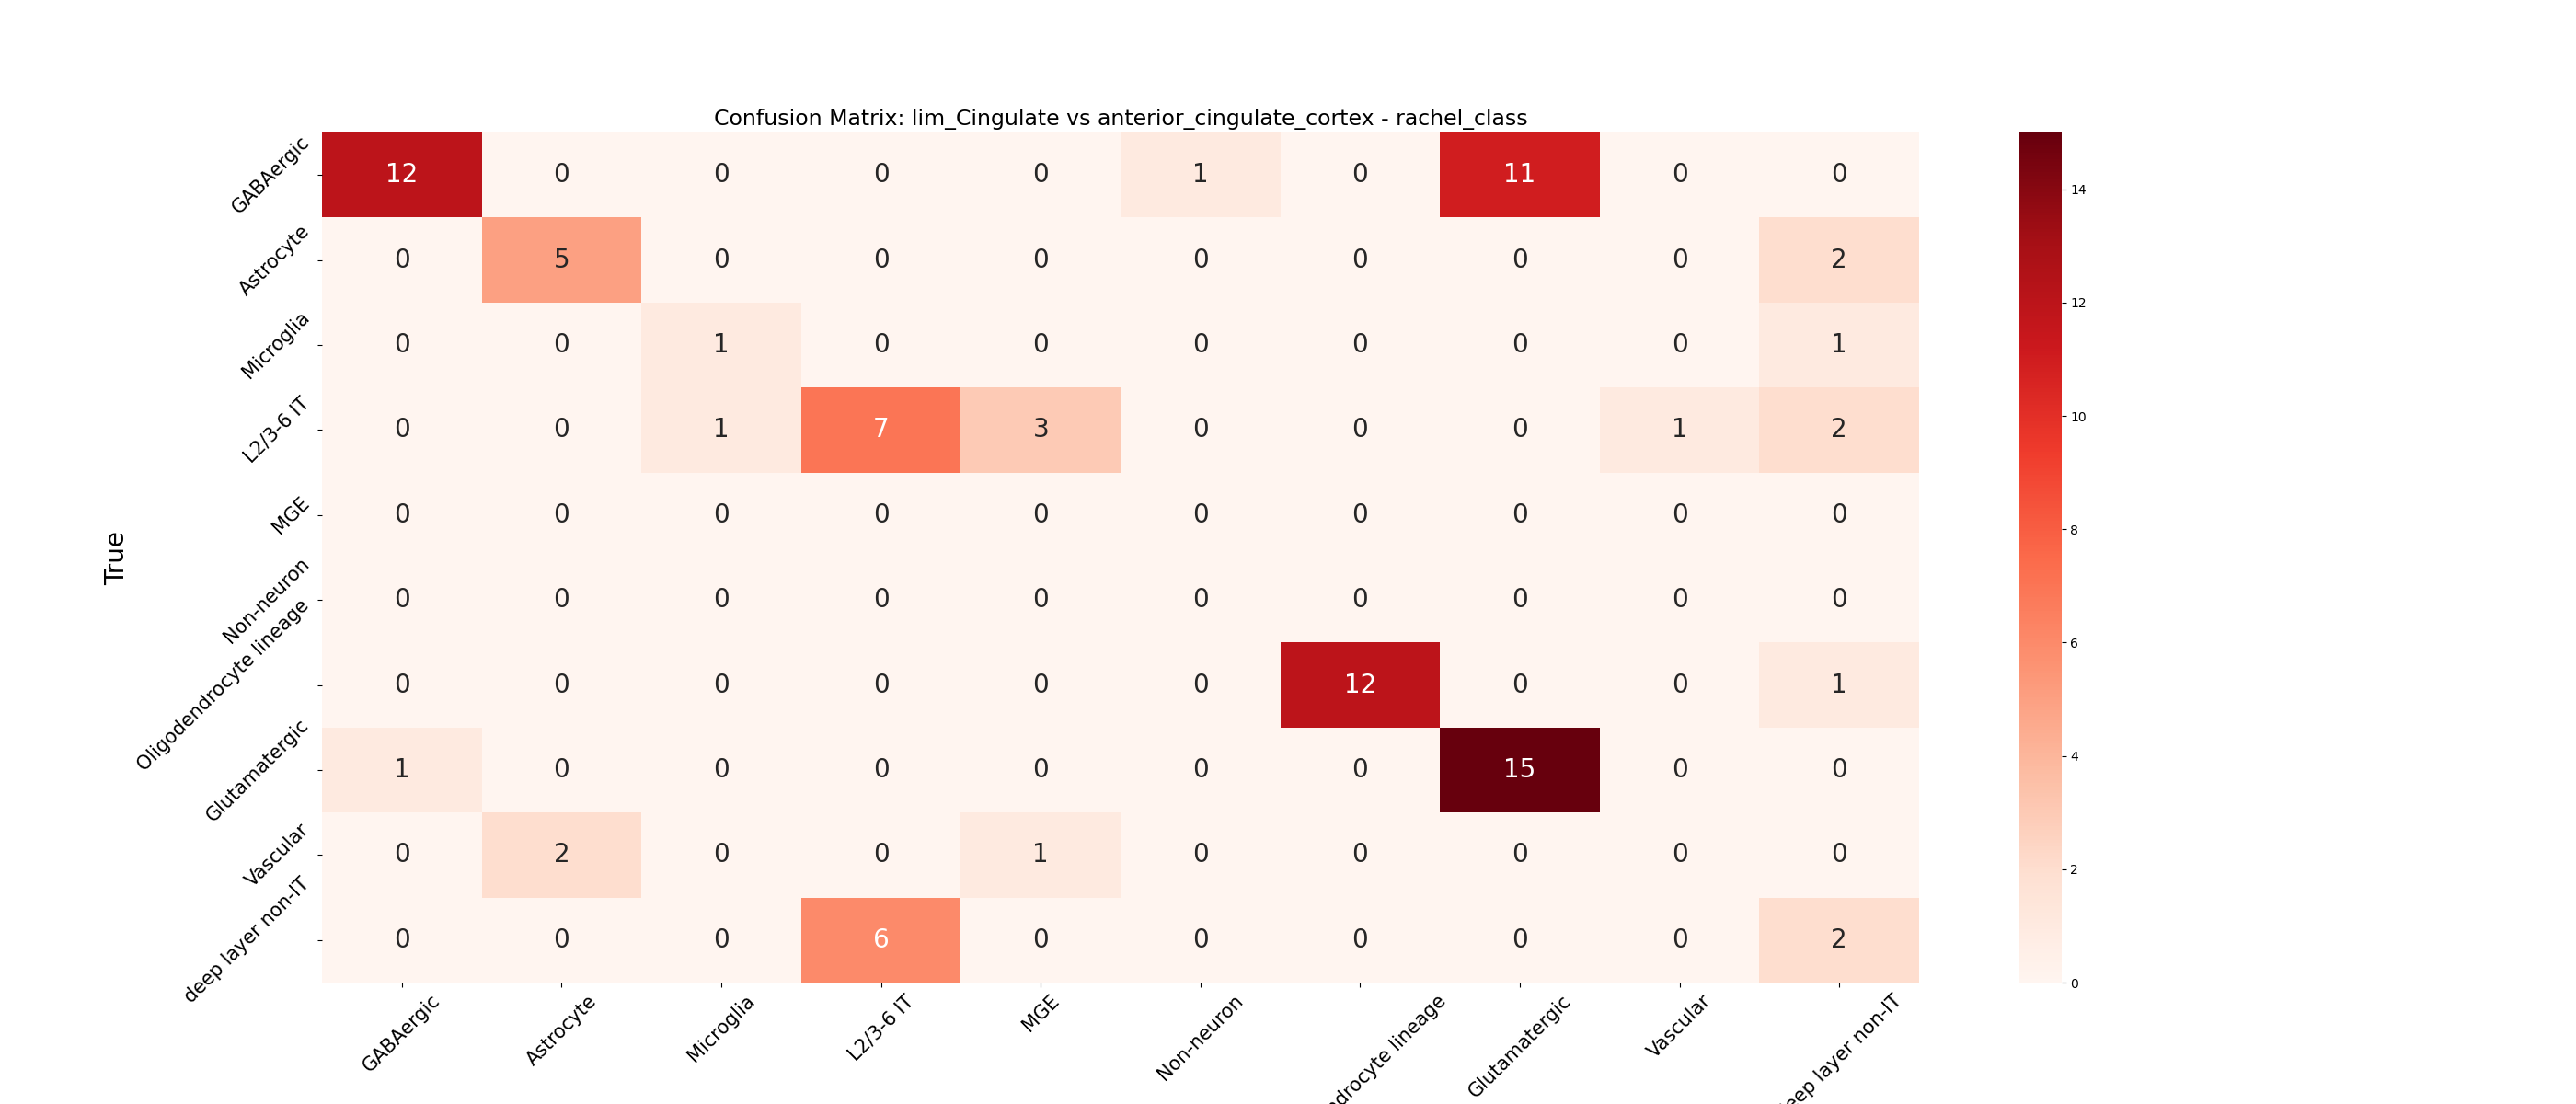 Confusion Matrix: lim_Cingulate vs anterior_cingulate_cortex - rachel_class
True
GABAergic 12 0 0 0 0 1 0 11 0 0
Astrocyte 0 5 0 0 0 0 0 0 0 2
Microglia 0 0 1 0 0 0 0 0 0 1
L2/3-6 IT 0 0 1 7 3 0 0 0 1 2
MGE 0 0 0 0 0 0 0 0 0 0
Non-neuron 0 0 0 0 0 0 0 0 0 0
Oligodendrocyte lineage 0 0 0 0 0 0 12 0 0 1
Glutamatergic 1 0 0 0 0 0 0 15 0 0
Vascular 0 2 0 0 1 0 0 0 0 0
deep layer non-IT 0 0 0 6 0 0 0 0 0 2
GABAergic
Astrocyte
Microglia
L2/3-6 IT
MGE
Non-neuron
drocyte lineage
Glutamatergic
Vascular
eep layer non-IT
14
12
10
8
6
4
2
0